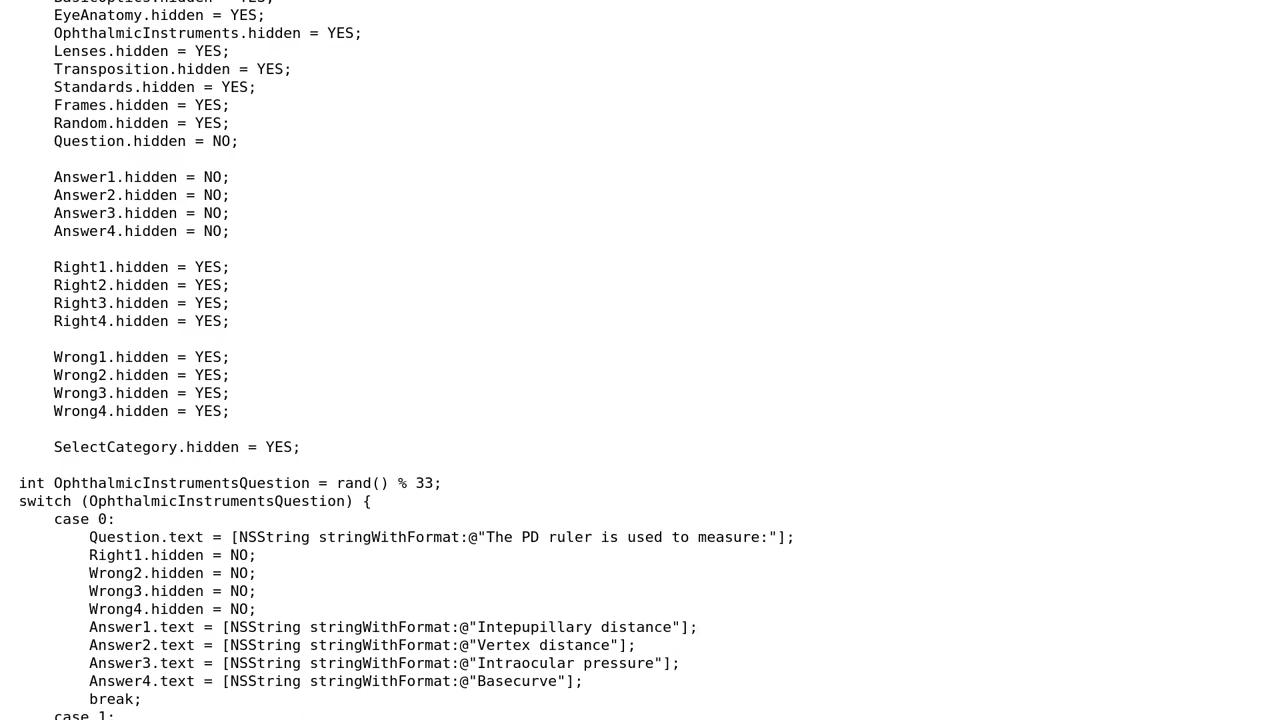 BasicOptics.hidden = YES;
EyeAnatomy.hidden = YES;
OphthalmicInstruments.hidden = YES;
Lenses.hidden = YES;
Transposition.hidden = YES;
Standards.hidden = YES;
Frames.hidden = YES;
Random.hidden = YES;
Question.hidden = NO;
Answer1.hidden = NO;
Answer2.hidden = NO;
Answer3.hidden = NO;
Answer4.hidden = NO;
Right1.hidden = YES;
Right2.hidden = YES;
Right3.hidden = YES;
Right4.hidden = YES;
Wrong1.hidden = YES;
Wrong2.hidden = YES;
Wrong3.hidden = YES;
Wrong4.hidden = YES;
SelectCategory.hidden = YES;
int OphthalmicInstrumentsQuestion = rand() % 33;
switch (OphthalmicInstrumentsQuestion) {
case 0:
Question.text = [NSString stringWithFormat:@"The PD ruler is used to measure:"];
Right1.hidden = NO;
Wrong2.hidden = NO;
Wrong3.hidden = NO;
Wrong4.hidden = NO;
Answer1.text = [NSString stringWithFormat:@"Intepupillary distance"];
Answer2.text = [NSString stringWithFormat:@"Vertex distance"];
Answer3.text = [NSString stringWithFormat:@"Intraocular pressure"];
Answer4.text = [NSString stringWithFormat:@"Basecurve"];
break;
case 1: